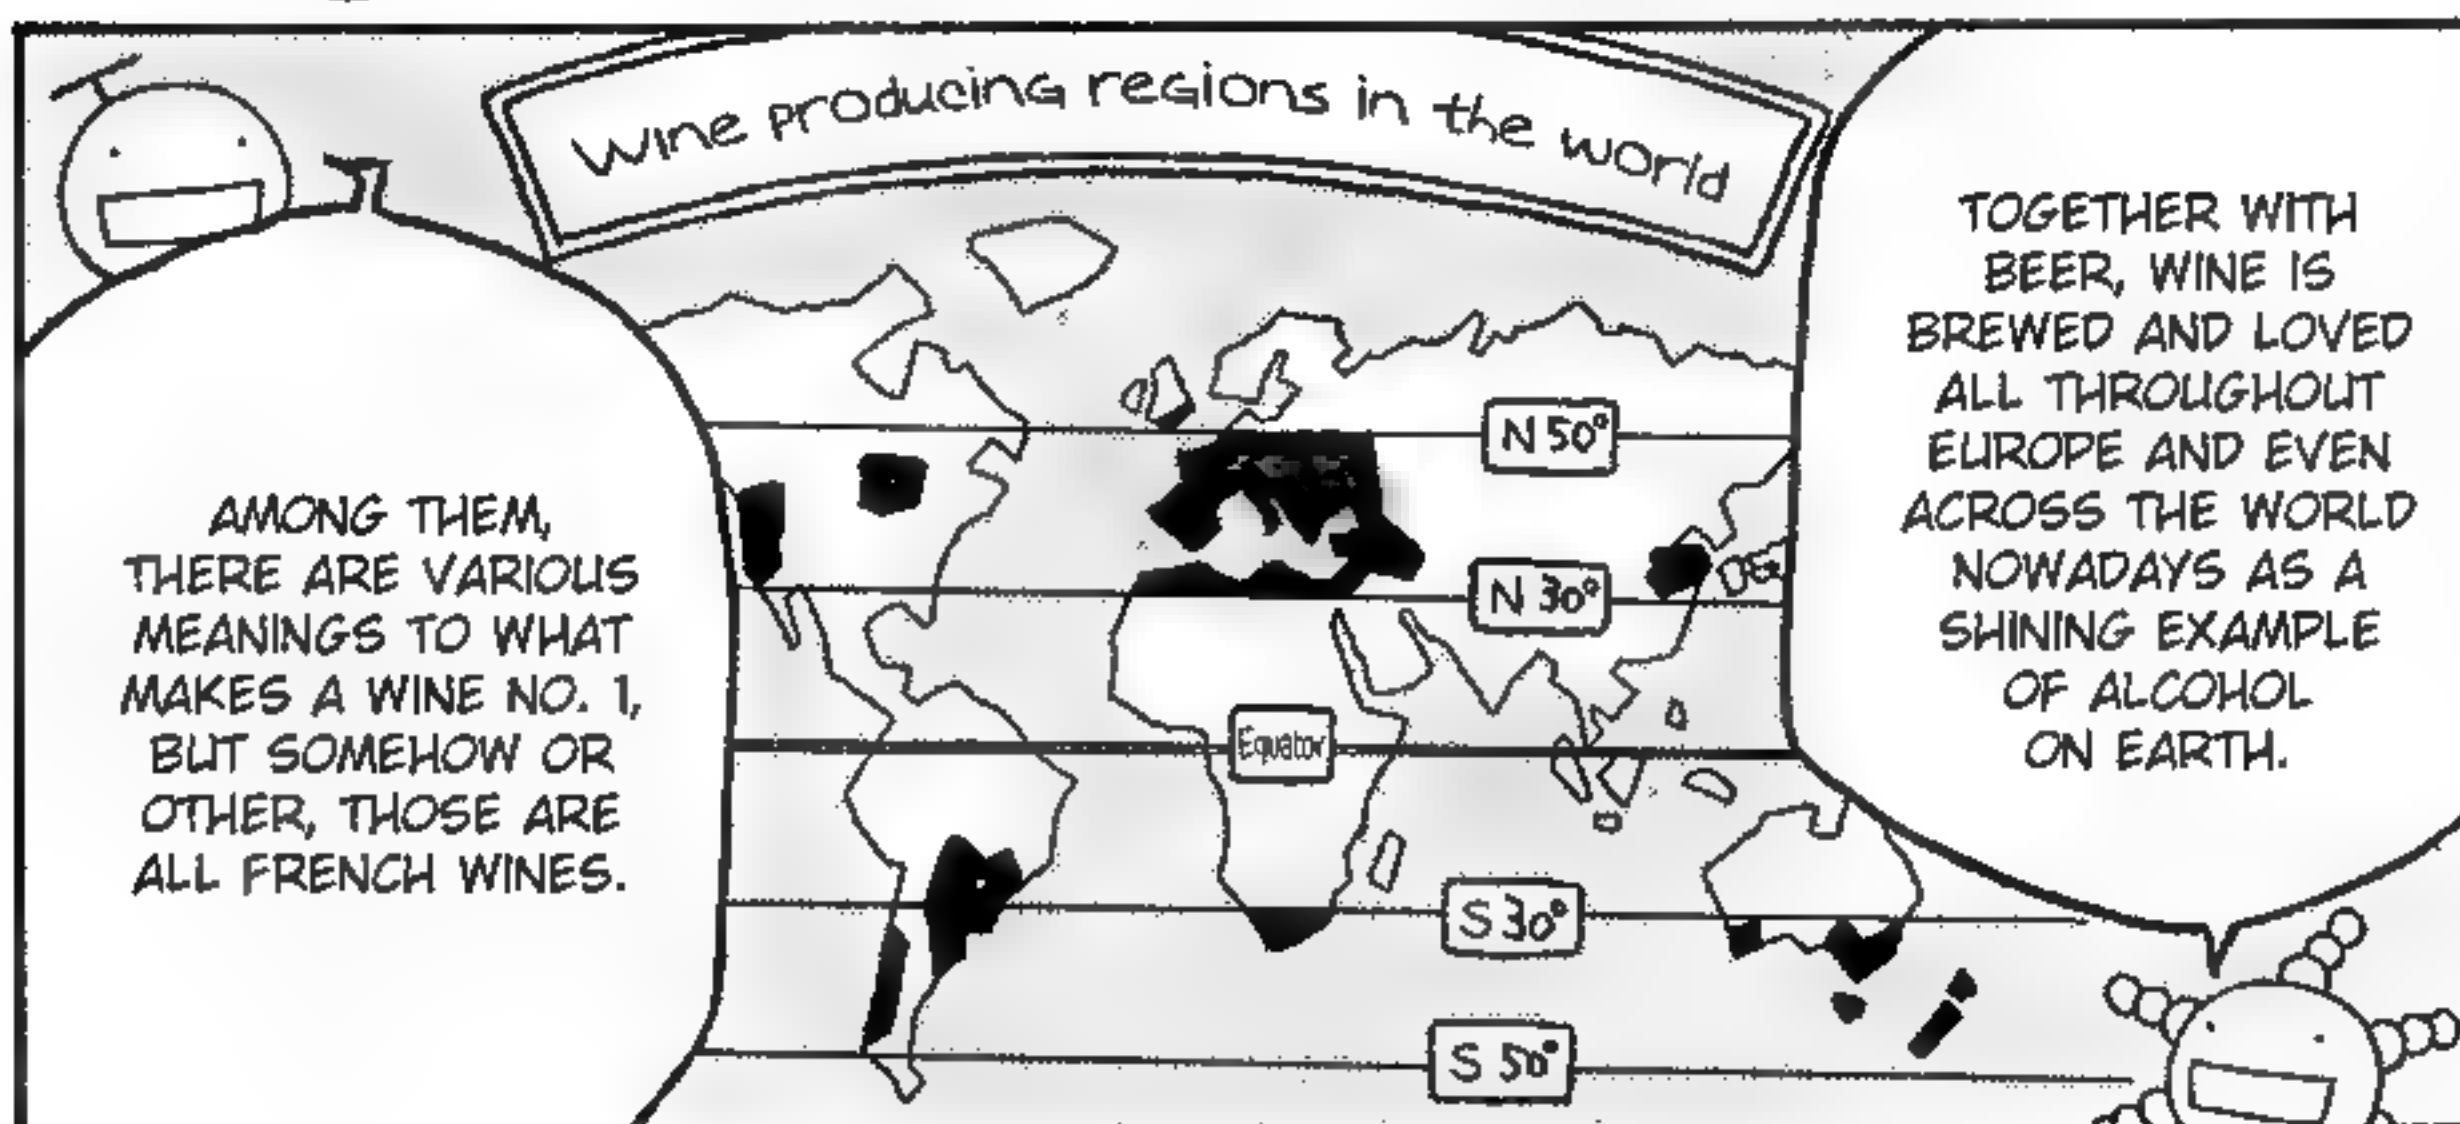 Wine producing regions in the world
TOGETHER WITH
BEER, WINE IS
BREWED AND LOVED
ALL THROUGHOUT
EUROPE AND EVEN
ACROSS THE WORLD
NOWADAYS AS A
SHINING EXAMPLE
OF ALCOHOL
ON EARTH.
AMONG THEM,
THERE ARE VARIOUS
MEANINGS TO WHAT
MAKES A WINE NO. 1,
BUT SOMEHOW OR
OTHER, THOSE ARE
ALL FRENCH WINES.
N 50°
N 30°
Equator
S 30°
S 50°